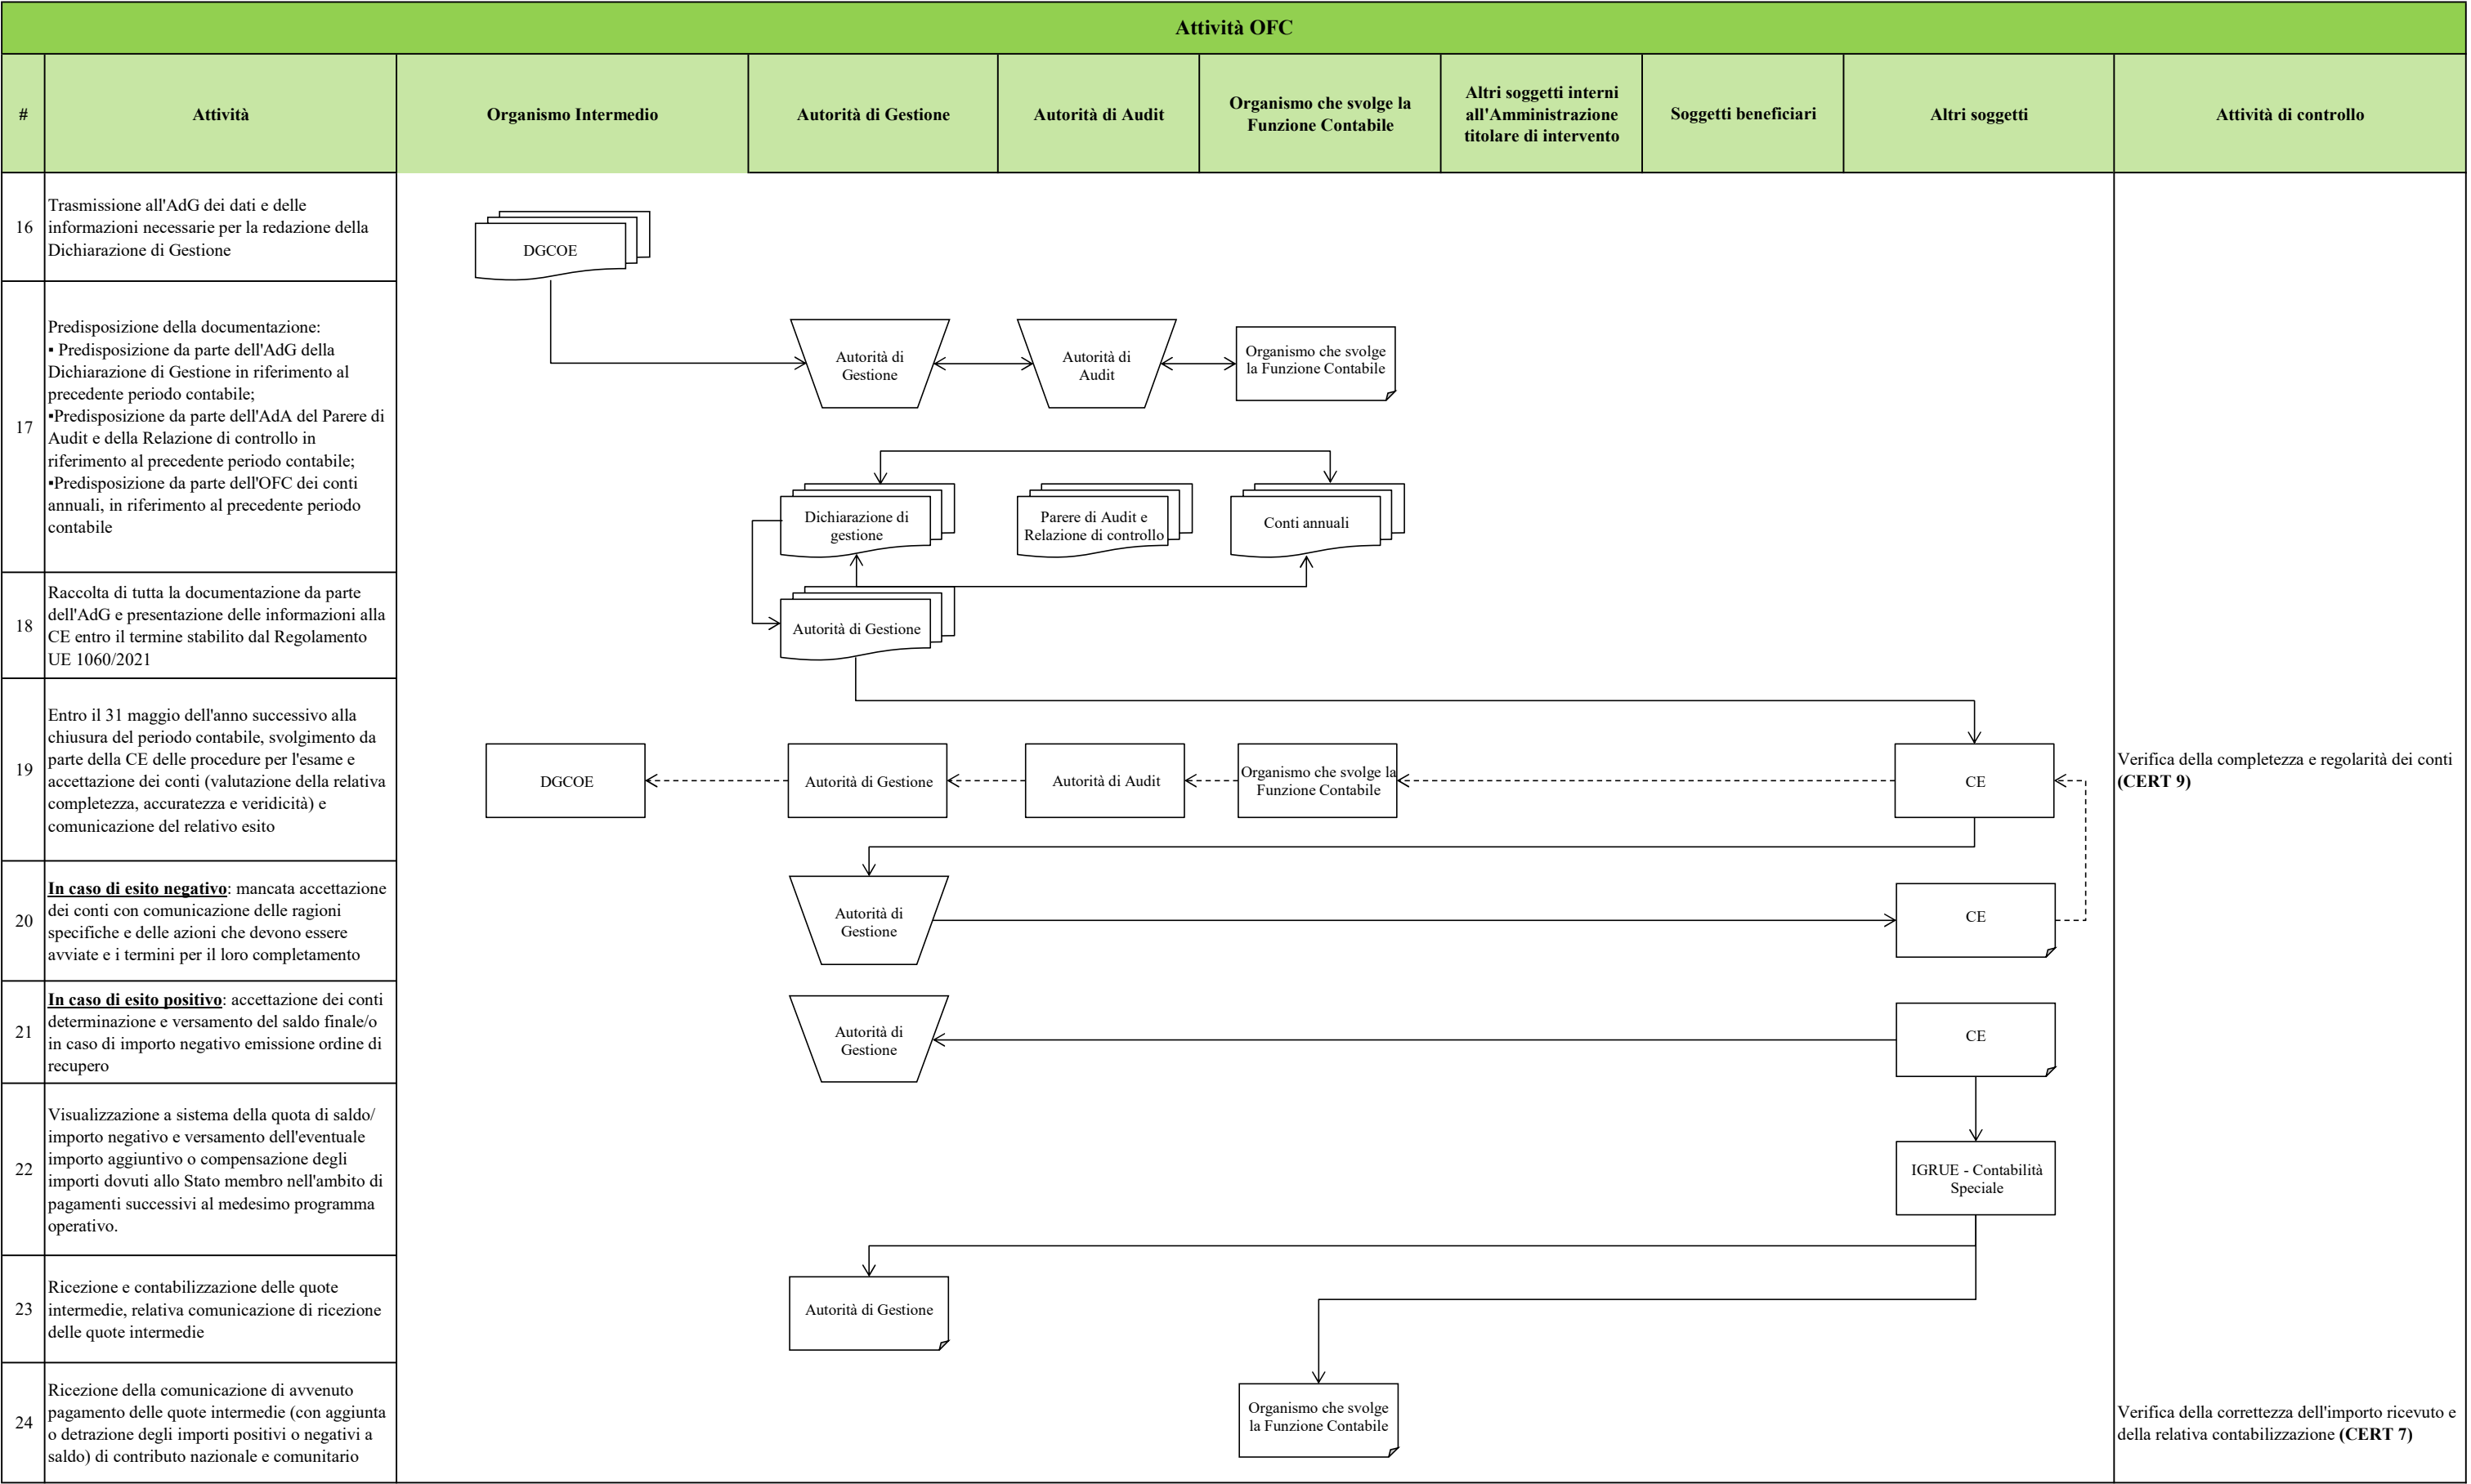 Attività OFC
#
Attività
Organismo Intermedio
Autorità di Gestione
Autorità di Audit
Organismo che svolge la
Funzione Contabile
Altri soggetti interni
all'Amministrazione
titolare di intervento
Soggetti beneficiari
Altri soggetti
Attività di controllo
16
Trasmissione all'AdG dei dati e delle
informazioni necessarie per la redazione della
Dichiarazione di Gestione
DGCOE
17
Predisposizione della documentazione:
▪ Predisposizione da parte dell'AdG della
Dichiarazione di Gestione in riferimento al
precedente periodo contabile;
▪Predisposizione da parte dell'AdA del Parere di
Audit e della Relazione di controllo in
riferimento al precedente periodo contabile;
▪Predisposizione da parte dell'OFC dei conti
annuali, in riferimento al precedente periodo
contabile
Autorità di
Gestione
Autorità di
Audit
Organismo che svolge
la Funzione Contabile
Dichiarazione di
gestione
Parere di Audit e
Relazione di controllo
Conti annuali
18
Raccolta di tutta la documentazione da parte
dell'AdG e presentazione delle informazioni alla
CE entro il termine stabilito dal Regolamento
UE 1060/2021
Autorità di Gestione
19
Entro il 31 maggio dell'anno successivo alla
chiusura del periodo contabile, svolgimento da
parte della CE delle procedure per l'esame e
accettazione dei conti (valutazione della relativa
completezza, accuratezza e veridicità) e
comunicazione del relativo esito
DGCOE
Autorità di Gestione
Autorità di Audit
Organismo che svolge la
Funzione Contabile
CE
Verifica della completezza e regolarità dei conti
(CERT 9)
20
In caso di esito negativo: mancata accettazione
dei conti con comunicazione delle ragioni
specifiche e delle azioni che devono essere
avviate e i termini per il loro completamento
Autorità di
Gestione
CE
21
In caso di esito positivo: accettazione dei conti
determinazione e versamento del saldo finale/o
in caso di importo negativo emissione ordine di
recupero
Autorità di
Gestione
CE
22
Visualizzazione a sistema della quota di saldo/
importo negativo e versamento dell'eventuale
importo aggiuntivo o compensazione degli
importi dovuti allo Stato membro nell'ambito di
pagamenti successivi al medesimo programma
operativo.
IGRUE - Contabilità
Speciale
23
Ricezione e contabilizzazione delle quote
intermedie, relativa comunicazione di ricezione
delle quote intermedie
Autorità di Gestione
24
Ricezione della comunicazione di avvenuto
pagamento delle quote intermedie (con aggiunta
o detrazione degli importi positivi o negativi a
saldo) di contributo nazionale e comunitario
Organismo che svolge
la Funzione Contabile
Verifica della correttezza dell'importo ricevuto e
della relativa contabilizzazione (CERT 7)